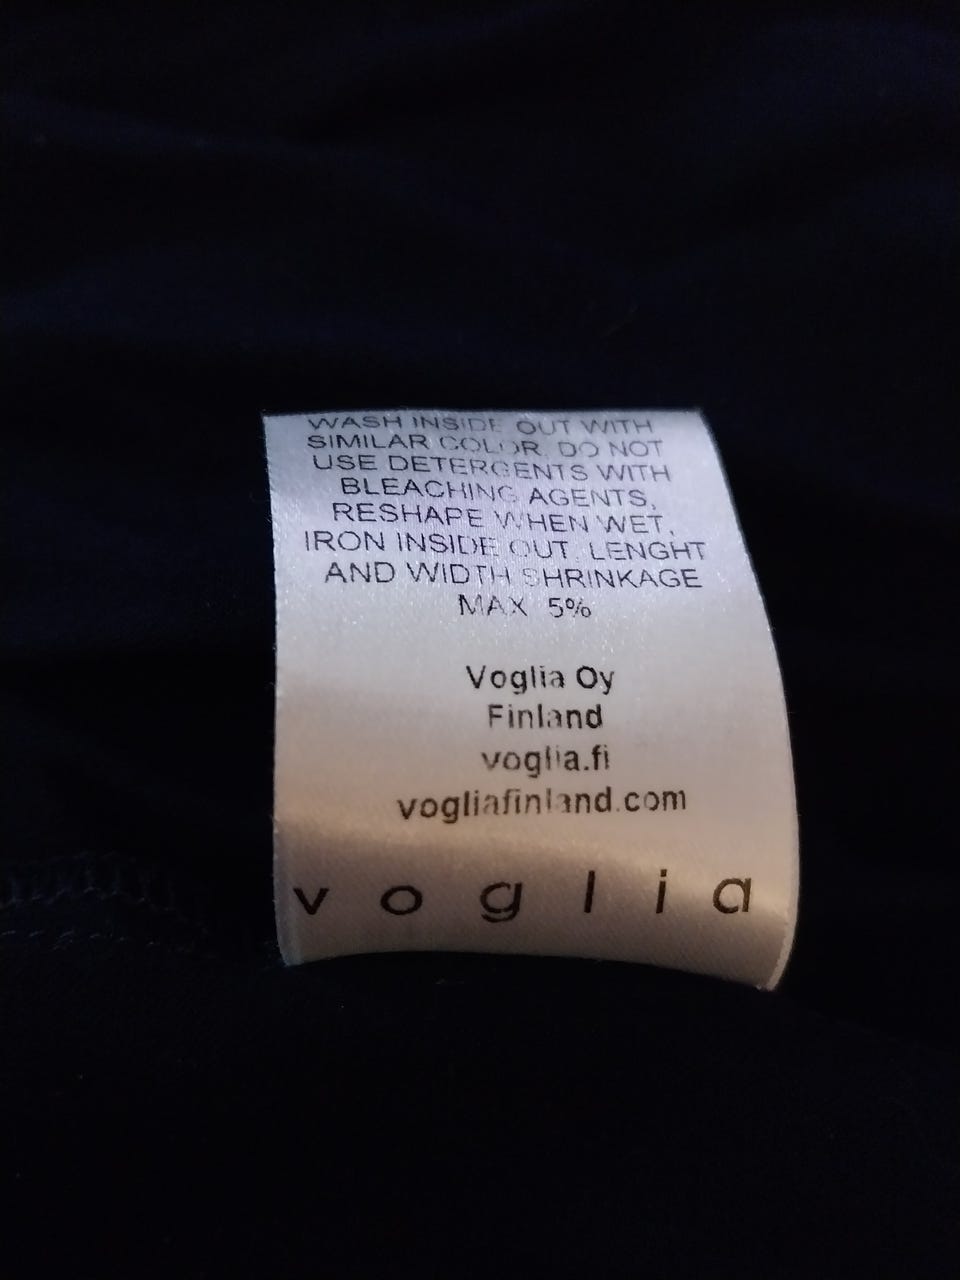 WASH INSIDE OUT WITH
SIMILAR COLOR. DO NOT
USE DETERGENTS WITH
BLEACHING AGENTS,
RESHAPE WHEN WET,
IRON INSIDE OUT. LENGHT
AND WIDTH SHRINKAGE
MAX 5%
Voglia Oy
Finland
voglia.fi
vogliafinland.com
voglia